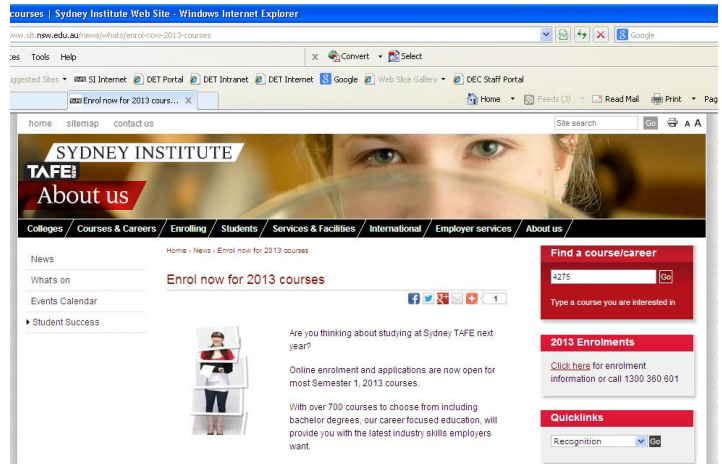 courses | Sydney Institute Web Site - Windows Internet Explorer
www.sit.nsw.edu.au/news/whats/enrol-now-2013-courses
Google
es Tools Help
x Convert Select
uggested Sites SI Internet DET Portal DET Intranet DET Internet Google Web Slice Gallery DEC Staff Portal
Enrol now for 2013 cours... X
Home Feeds (J) Read Mail Print Pag
home sitemap contact us
Site search Go A A
SYDNEY INSTITUTE
TAFE
About us
Colleges / Courses & Careers / Enrolling / Students / Services & Facilities / International / Employer services / About us /
News
What's on
Events Calendar
Student Success
Home › News › Enrol now for 2013 courses
Enrol now for 2013 courses
1
Are you thinking about studying at Sydney TAFE next
year?
Online enrolment and applications are now open for
most Semester 1, 2013 courses.
With over 700 courses to choose from including
bachelor degrees, our career focused education, will
provide you with the latest industry skills employers
want.
Find a course/career
4275 Go
Type a course you are interested in
2013 Enrolments
Click here for enrolment
information or call 1300 360 601
Quicklinks
Recognition Go